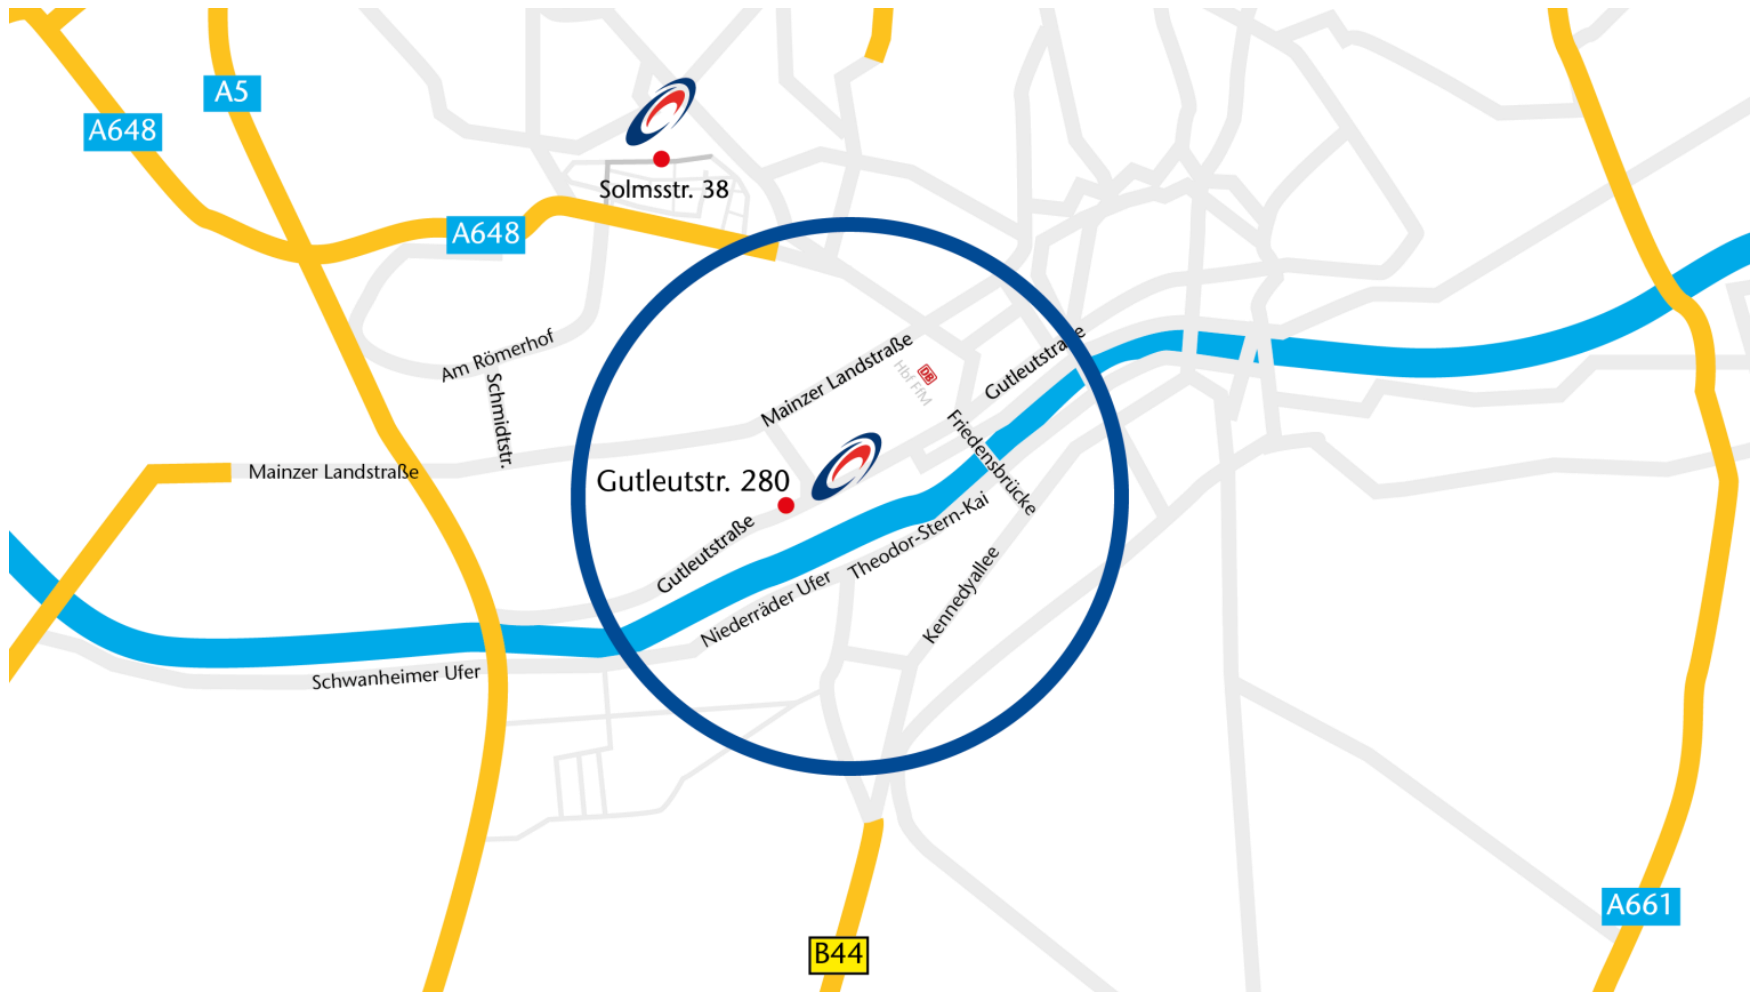 A5
A648
Solmsstr. 38
A648
Am Römerhof
Schmidtstr.
Mainzer Landstraße
Mainzer Landstraße
DB
Hbf FfM
Gutleutstraße
Friedensbrücke
Gutleutstr. 280
Gutleutstraße
Theodor-Stern-Kai
Niederräder Ufer
Kennedyallee
Schwanheimer Ufer
A661
B44